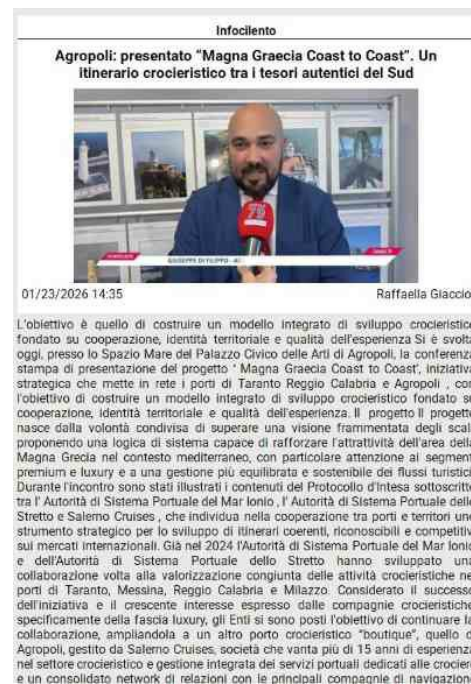 Infocilento
Agropoli: presentato “Magna Graecia Coast to Coast”. Un
itinerario crocieristico tra i tesori autentici del Sud
GIUSEPPE DI FILIPPO
01/23/2026 14:35
Raffaella Giaccio
L'obiettivo è quello di costruire un modello integrato di sviluppo crocieristico
fondato su cooperazione, identità territoriale e qualità dell'esperienza Si è svolta
oggi, presso lo Spazio Mare del Palazzo Civico delle Arti di Agropoli, la conferenza
stampa di presentazione del progetto ' Magna Graecia Coast to Coast', iniziativa
strategica che mette in rete i porti di Taranto Reggio Calabria e Agropoli , con
l'obiettivo di costruire un modello integrato di sviluppo crocieristico fondato su
cooperazione, identità territoriale e qualità dell'esperienza. Il progetto Il progetto
nasce dalla volontà condivisa di superare una visione frammentata degli scali
proponendo una logica di sistema capace di rafforzare l'attrattività dell'area della
Magna Grecia nel contesto mediterraneo, con particolare attenzione ai segment
premium e luxury e a una gestione più equilibrata e sostenibile dei flussi turistici
Durante l'incontro sono stati illustrati i contenuti del Protocollo d'Intesa sottoscritto
tra l' Autorità di Sistema Portuale del Mar Ionio , l' Autorità di Sistema Portuale dello
Stretto e Salerno Cruises , che individua nella cooperazione tra porti e territori uno
strumento strategico per lo sviluppo di itinerari coerenti, riconoscibili e competitivi
sui mercati internazionali. Già nel 2024 l'Autorità di Sistema Portuale del Mar Ionio
e dell'Autorità di Sistema Portuale dello Stretto hanno sviluppato una
collaborazione volta alla valorizzazione congiunta delle attività crocieristiche nei
porti di Taranto, Messina, Reggio Calabria e Milazzo. Considerato il successo
dell'iniziativa e il crescente interesse espresso dalle compagnie crocieristiche
specificamente della fascia luxury, gli Enti si sono posti l'obiettivo di continuare la
collaborazione, ampliandola a un altro porto crocieristico “boutique”, quello di
Agropoli, gestito da Salerno Cruises, società che vanta più di 15 anni di esperienza
nel settore crocieristico e gestione integrata dei servizi portuali dedicati alle crociere
e un consolidato network di relazioni con le principali compagnie di navigazione